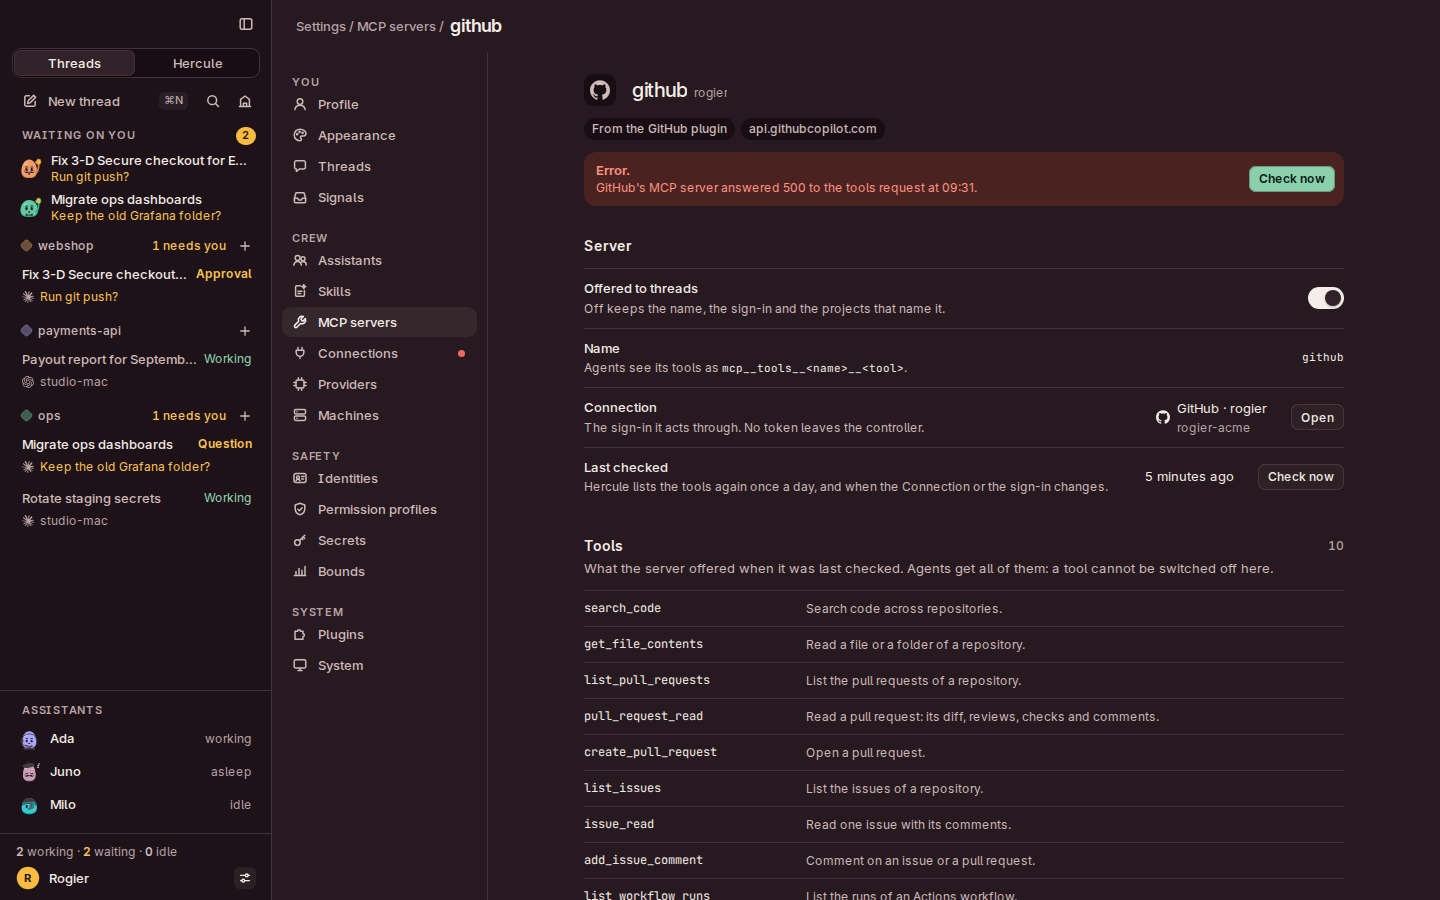 Settings / MCP servers / github
Threads
Hercule
New thread
⌘N
WAITING ON YOU
2
Fix 3-D Secure checkout for E...
Run git push?
Migrate ops dashboards
Keep the old Grafana folder?
webshop
1 needs you
Fix 3-D Secure checkout...
Approval
Run git push?
payments-api
Payout report for Septemb...
Working
studio-mac
ops
1 needs you
Migrate ops dashboards
Question
Keep the old Grafana folder?
Rotate staging secrets
Working
studio-mac
ASSISTANTS
Ada
working
Juno
asleep
Milo
idle
2 working · 2 waiting · 0 idle
R
Rogier
YOU
Profile
Appearance
Threads
Signals
CREW
Assistants
Skills
MCP servers
Connections
Providers
Machines
SAFETY
Identities
Permission profiles
Secrets
Bounds
SYSTEM
Plugins
System
github rogier
From the GitHub plugin
api.githubcopilot.com
Error.
GitHub's MCP server answered 500 to the tools request at 09:31.
Check now
Server
Offered to threads
Off keeps the name, the sign-in and the projects that name it.
Name
Agents see its tools as mcp__tools__<name>__<tool>.
github
Connection
The sign-in it acts through. No token leaves the controller.
GitHub · rogier
rogier-acme
Open
Last checked
Hercule lists the tools again once a day, and when the Connection or the sign-in changes.
5 minutes ago
Check now
Tools
10
What the server offered when it was last checked. Agents get all of them: a tool cannot be switched off here.
search_code
Search code across repositories.
get_file_contents
Read a file or a folder of a repository.
list_pull_requests
List the pull requests of a repository.
pull_request_read
Read a pull request: its diff, reviews, checks and comments.
create_pull_request
Open a pull request.
list_issues
List the issues of a repository.
issue_read
Read one issue with its comments.
add_issue_comment
Comment on an issue or a pull request.
list_workflow_runs
List the runs of an Actions workflow.